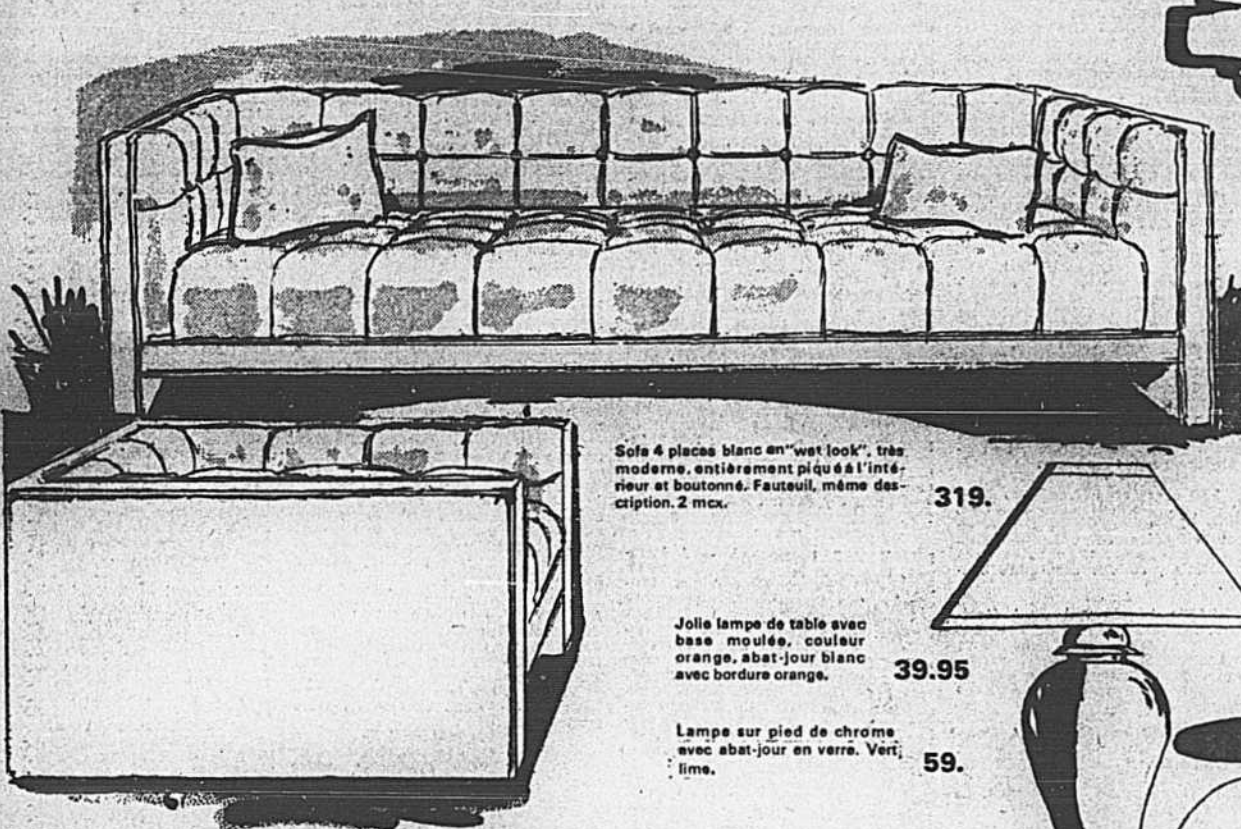 Sofa 4 places blanc en "wet look", très
moderne, entièrement piqué à l'inté-
rieur et boutonné. Fauteuil, même des-
cription. 2 mcx.
319.
Jolie lampe de table avec
base moulée, couleur
orange, abat-jour blanc
avec bordure orange.
39.95
Lampe sur pied de chrome
avec abat-jour en verre. Vert,
lime.
59.